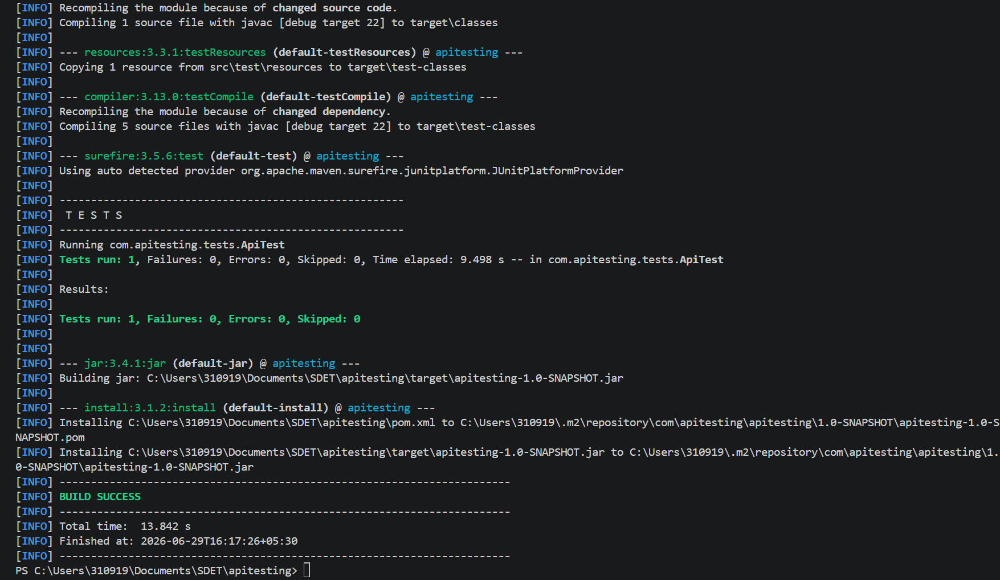 [INFO] Recompiling the module because of changed source code.
[INFO] Compiling 1 source file with javac [debug target 22] to target\classes
[INFO]
[INFO] --- resources:3.3.1:testResources (default-testResources) @ apitesting ---
[INFO] Copying 1 resource from src\test\resources to target\test-classes
[INFO]
[INFO] --- compiler:3.13.0:testCompile (default-testCompile) @ apitesting ---
[INFO] Recompiling the module because of changed dependency.
[INFO] Compiling 5 source files with javac [debug target 22] to target\test-classes
[INFO]
[INFO] --- surefire:3.5.6:test (default-test) @ apitesting ---
[INFO] Using auto detected provider org.apache.maven.surefire.junitplatform.JUnitPlatformProvider
[INFO]
[INFO] -------------------------------------------------------
[INFO]  T E S T S
[INFO] -------------------------------------------------------
[INFO] Running com.apitesting.tests.ApiTest
[INFO] Tests run: 1, Failures: 0, Errors: 0, Skipped: 0, Time elapsed: 9.498 s -- in com.apitesting.tests.ApiTest
[INFO]
[INFO] Results:
[INFO]
[INFO] Tests run: 1, Failures: 0, Errors: 0, Skipped: 0
[INFO]
[INFO]
[INFO] --- jar:3.4.1:jar (default-jar) @ apitesting ---
[INFO] Building jar: C:\Users\310919\Documents\SDET\apitesting\target\apitesting-1.0-SNAPSHOT.jar
[INFO]
[INFO] --- install:3.1.2:install (default-install) @ apitesting ---
[INFO] Installing C:\Users\310919\Documents\SDET\apitesting\pom.xml to C:\Users\310919\.m2\repository\com\apitesting\apitesting\1.0-SNAPSHOT\apitesting-1.0-S
NAPSHOT.pom
[INFO] Installing C:\Users\310919\Documents\SDET\apitesting\target\apitesting-1.0-SNAPSHOT.jar to C:\Users\310919\.m2\repository\com\apitesting\apitesting\1.
0-SNAPSHOT\apitesting-1.0-SNAPSHOT.jar
[INFO] ------------------------------------------------------------------------
[INFO] BUILD SUCCESS
[INFO] ------------------------------------------------------------------------
[INFO] Total time:  13.842 s
[INFO] Finished at: 2026-06-29T16:17:26+05:30
[INFO] ------------------------------------------------------------------------
PS C:\Users\310919\Documents\SDET\apitesting>